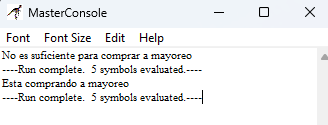 MasterConsole
Font Font Size Edit Help
No es suficiente para comprar a mayoreo
----Run complete.  5 symbols evaluated.----
Esta comprando a mayoreo
----Run complete.  5 symbols evaluated.----